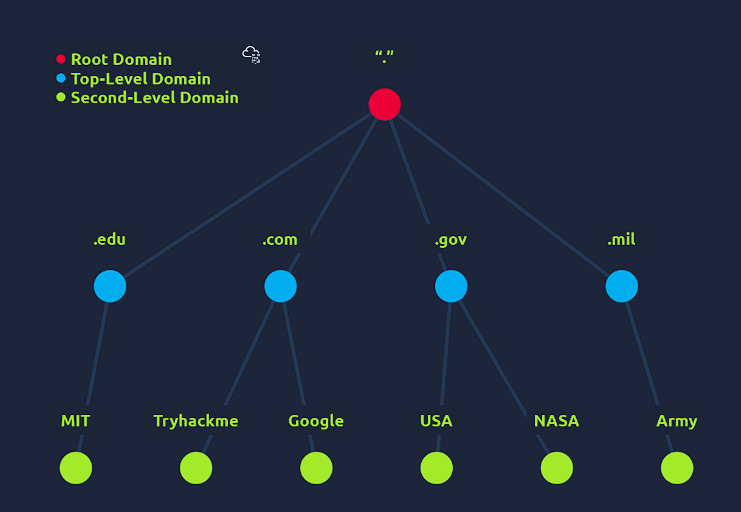 Root Domain
Top-Level Domain
Second-Level Domain
“.”
.edu
.com
.gov
.mil
MIT
Tryhackme
Google
USA
NASA
Army